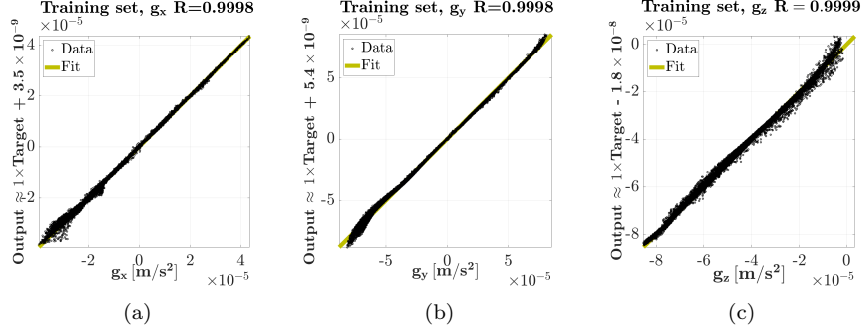 Training set, gx R=0.9998
×10⁻⁵
Output ≈ 1×Target + 3.5 × 10⁻⁹
4
2
0
-2
Data
Fit
-2
0
2
4
×10⁻⁵
gx [m/s²]
(a)
Training set, gy R=0.9998
×10⁻⁵
Output ≈ 1×Target + 5.4 × 10⁻⁹
5
0
-5
Data
Fit
-5
0
5
×10⁻⁵
gy [m/s²]
(b)
Training set, gz R = 0.9999
×10⁻⁵
Output ≈ 1×Target - 1.8 × 10⁻⁸
0
-2
-4
-6
-8
Data
Fit
-8
-6
-4
-2
0
×10⁻⁵
gz [m/s²]
(c)